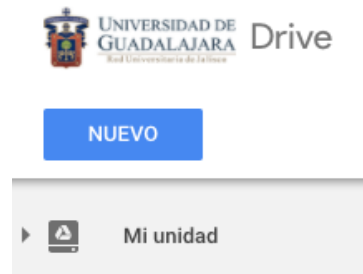 UNIVERSIDAD DE
GUADALAJARA Drive
Red Universitaria de Jalisco
NUEVO
Mi unidad